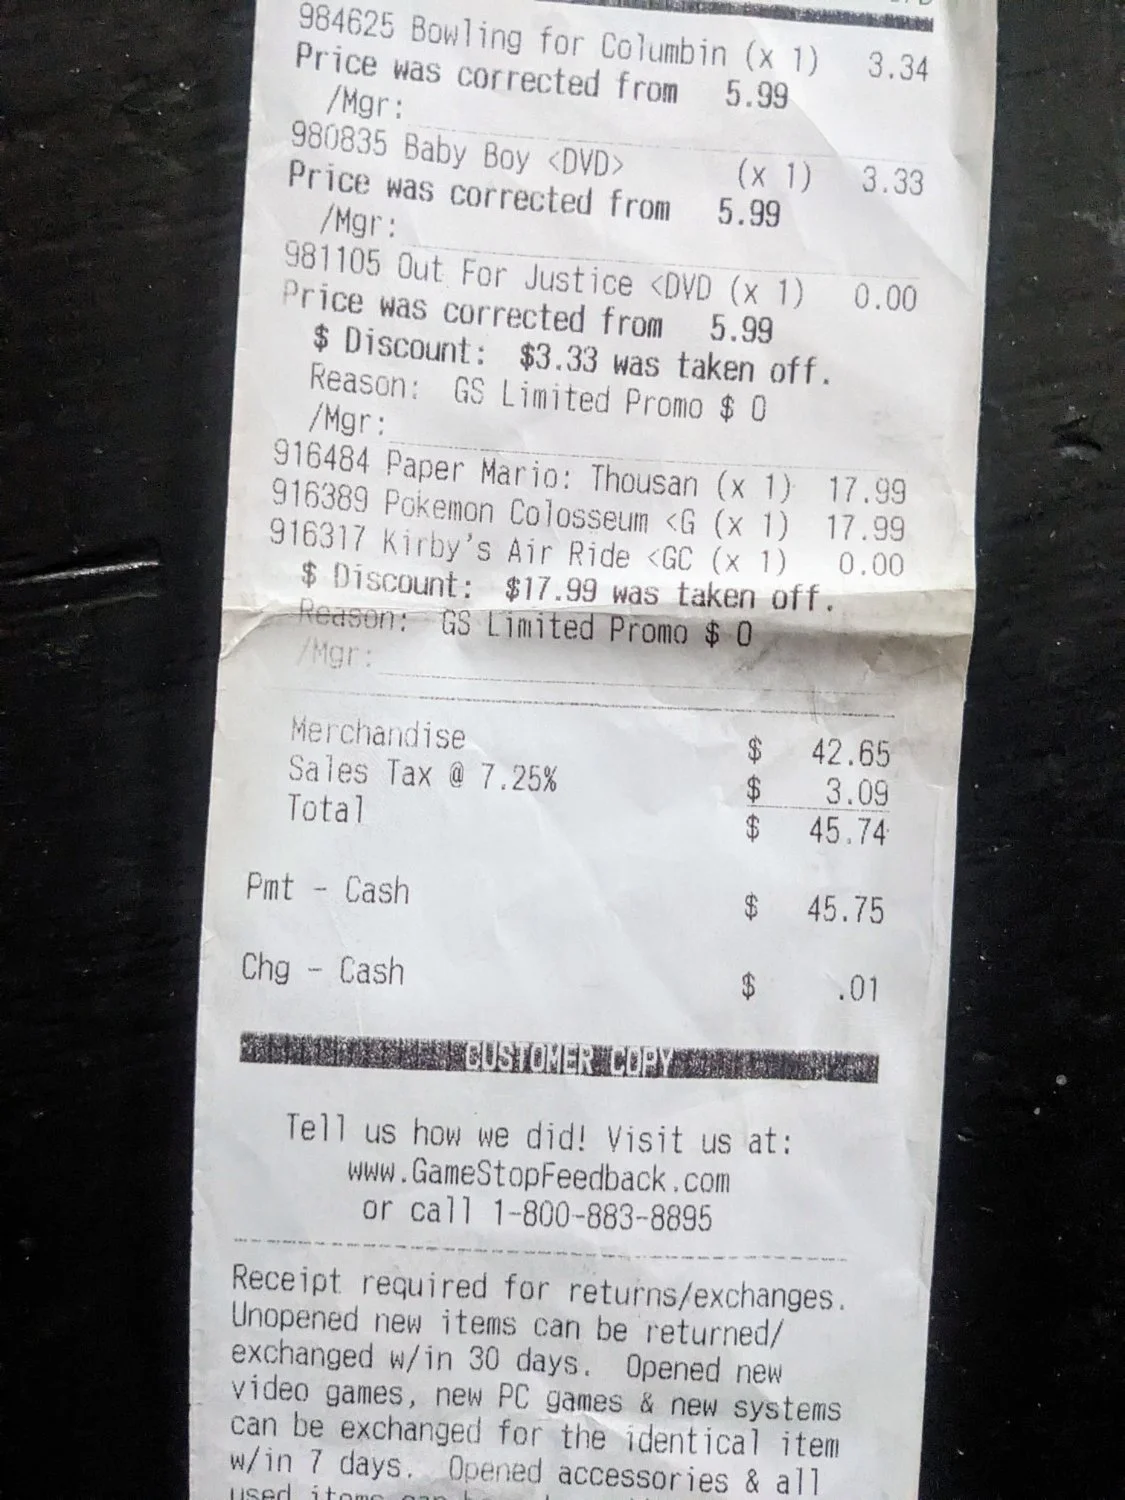 984625 Bowling for Columbin (x 1) 3.34
Price was corrected from 5.99
/Mgr:
980835 Baby Boy <DVD> (x 1) 3.33
Price was corrected from 5.99
/Mgr:
981105 Out For Justice <DVD (x 1) 0.00
Price was corrected from 5.99
$ Discount: $3.33 was taken off.
Reason: GS Limited Promo $ 0
/Mgr:
916484 Paper Mario: Thousan (x 1) 17.99
916389 Pokemon Colosseum <G (x 1) 17.99
916317 Kirby's Air Ride <GC (x 1) 0.00
$ Discount: $17.99 was taken off.
Reason: GS Limited Promo $ 0
/Mgr:
Merchandise $ 42.65
Sales Tax @ 7.25% $ 3.09
Total $ 45.74
Pmt - Cash $ 45.75
Chg - Cash $ .01
CUSTOMER COPY
Tell us how we did! Visit us at:
www.GameStopFeedback.com
or call 1-800-883-8895
Receipt required for returns/exchanges.
Unopened new items can be returned/
exchanged w/in 30 days. Opened new
video games, new PC games & new systems
can be exchanged for the identical item
w/in 7 days. Opened accessories & all
used items can